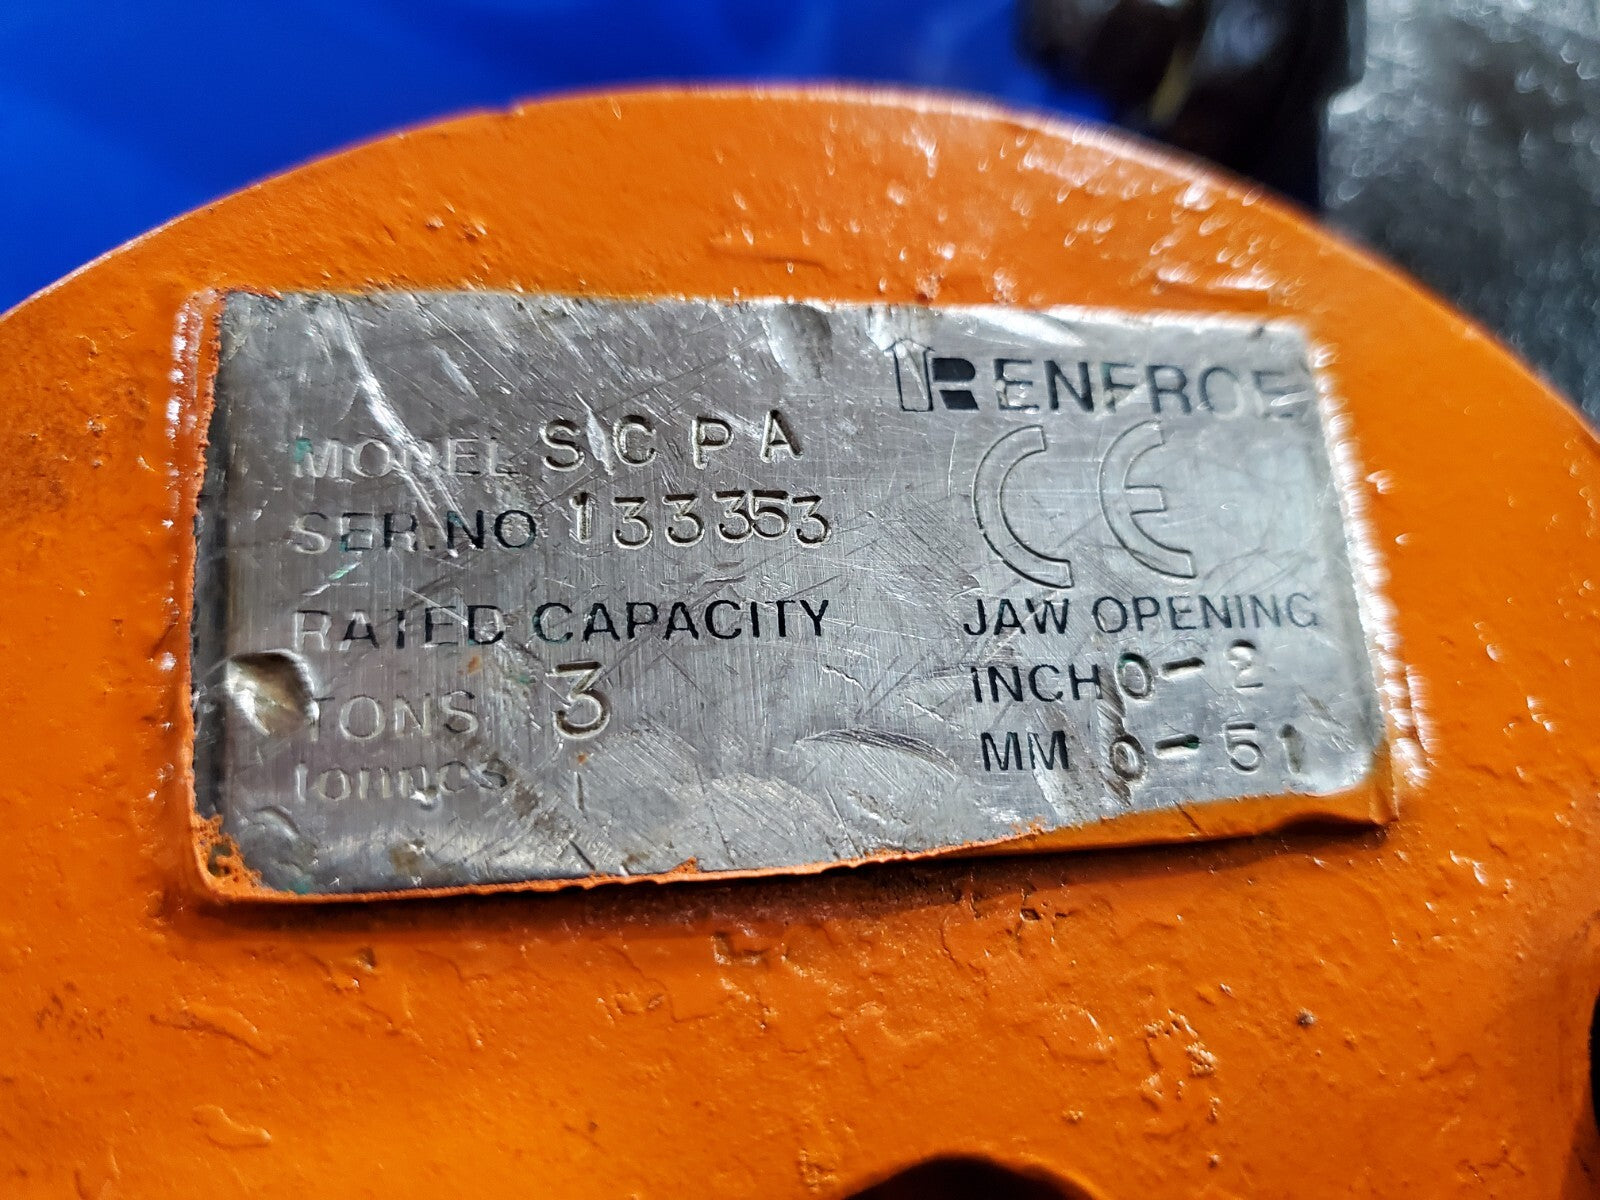 RENFROE
MODEL SCPA
CE
SER.NO 133353
RATED CAPACITY
JAW OPENING
TONS 3
INCH 0-2
tonnes
MM 0-51